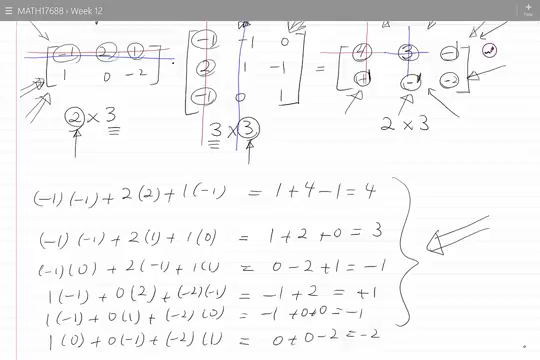 MATH17688 » Week 12
[-1 2 1] · [-1 -1 0] = [4 3 -1]
[1 0 -2] [2 1 -1] [+1 -1 -2]
[-1 0 1]
2 × 3 3 × 3 2 × 3
(-1)(-1) + 2(2) + 1(-1) = 1 + 4 - 1 = 4
(-1)(-1) + 2(1) + 1(0) = 1 + 2 + 0 = 3
(-1)(0) + 2(-1) + 1(1) = 0 - 2 + 1 = -1
1(-1) + 0(2) + (-2)(-1) = -1 + 2 = +1
1(-1) + 0(1) + (-2)(0) = -1 + 0 + 0 = -1
1(0) + 0(-1) + (-2)(1) = 0 + 0 - 2 = -2